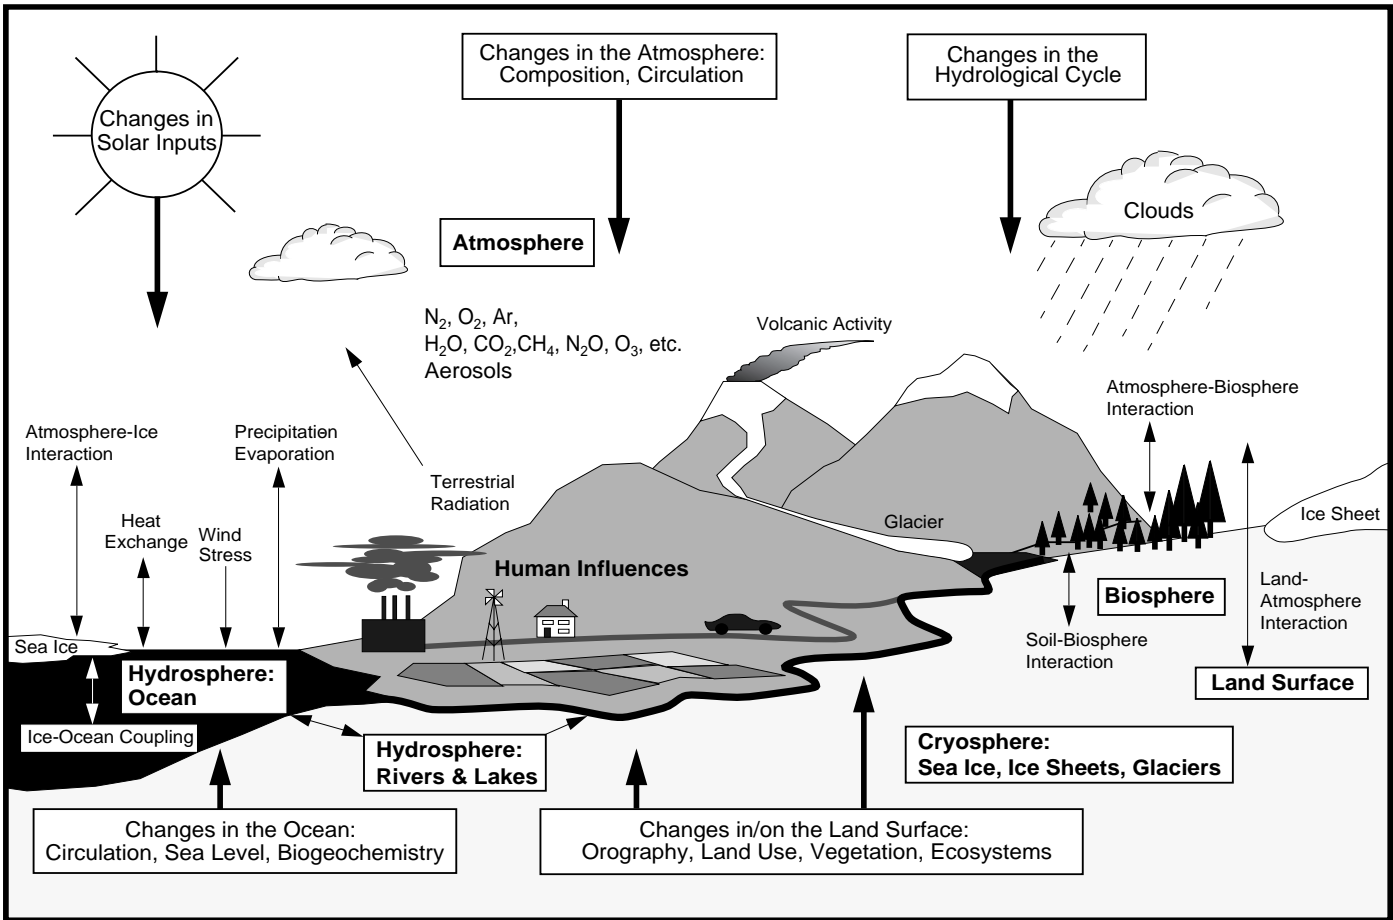 Changes in the Atmosphere:
Composition, Circulation
Changes in the
Hydrological Cycle
Changes in
Solar Inputs
Clouds
Atmosphere
N2, O2, Ar,
H2O, CO2,CH4, N2O, O3, etc.
Aerosols
Volcanic Activity
Atmosphere-Biosphere
Interaction
Atmosphere-Ice
Interaction
Precipitation
Evaporation
Terrestrial
Radiation
Heat
Exchange
Wind
Stress
Glacier
Ice Sheet
Human Influences
Biosphere
Land-
Atmosphere
Interaction
Soil-Biosphere
Interaction
Sea Ice
Hydrosphere:
Ocean
Land Surface
Ice-Ocean Coupling
Hydrosphere:
Rivers & Lakes
Cryosphere:
Sea Ice, Ice Sheets, Glaciers
Changes in the Ocean:
Circulation, Sea Level, Biogeochemistry
Changes in/on the Land Surface:
Orography, Land Use, Vegetation, Ecosystems